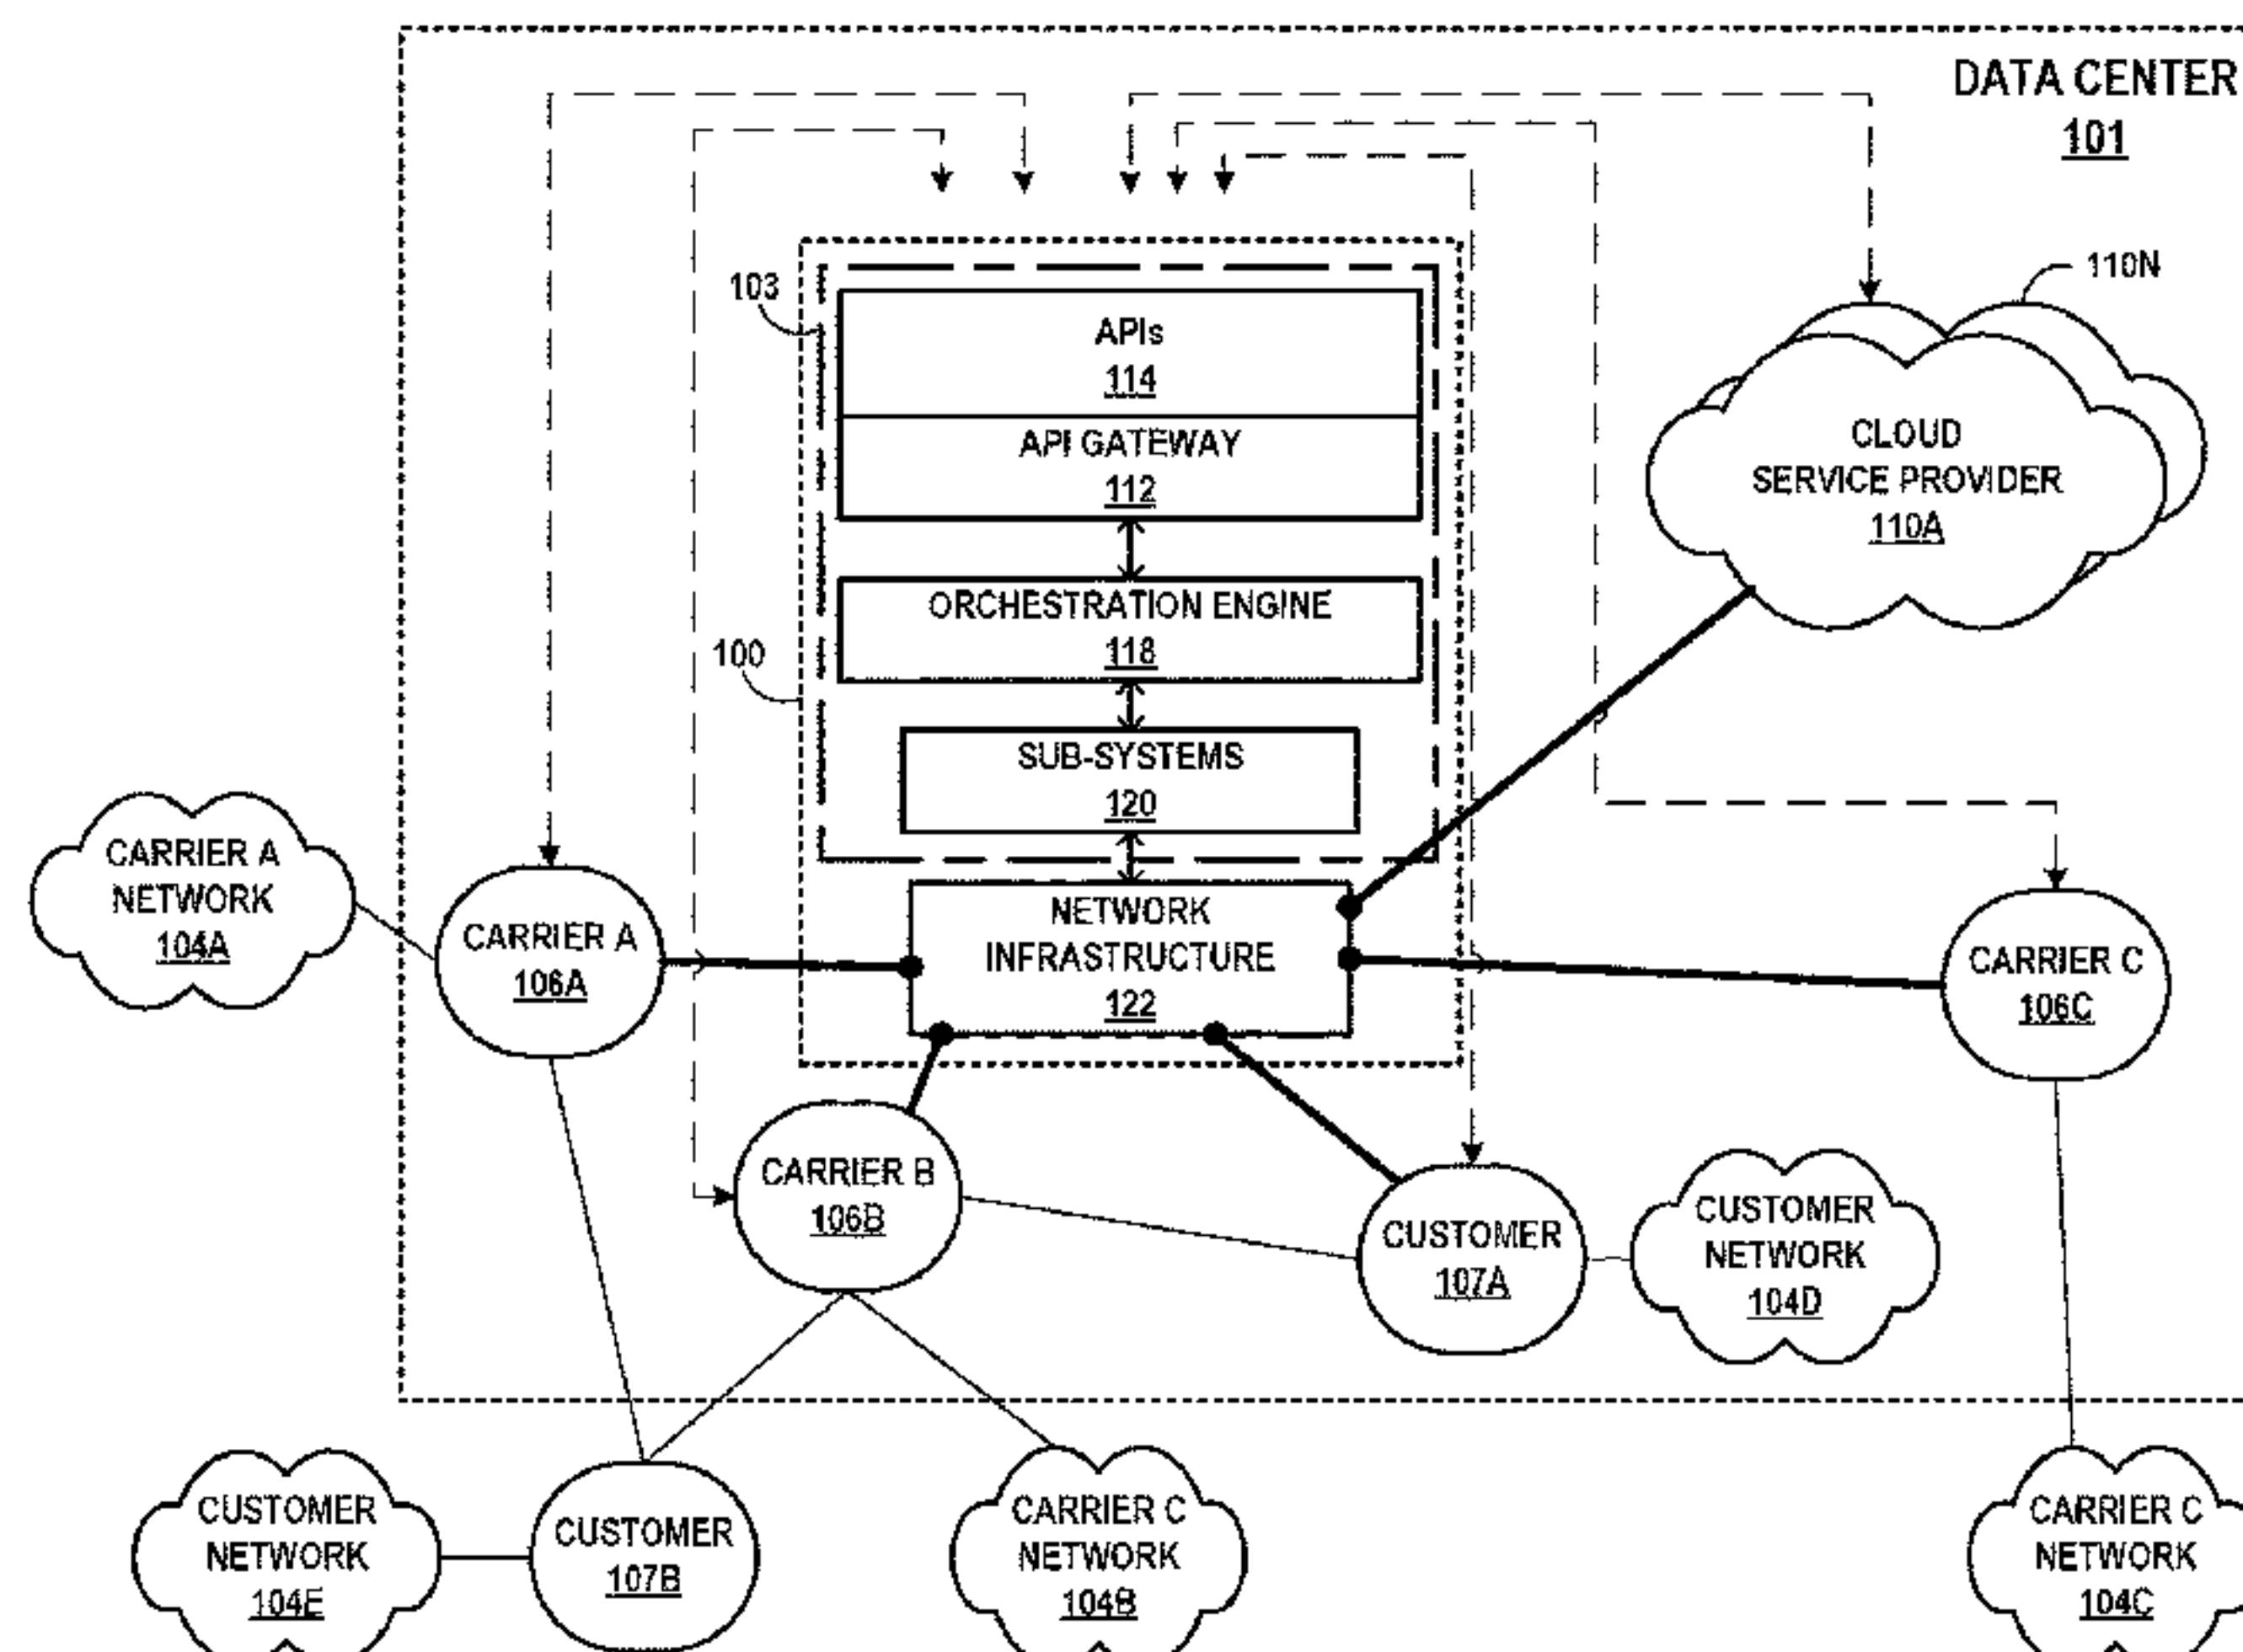 DATA CENTER
101
103
APIs
114
API GATEWAY
112
110N
CLOUD
SERVICE PROVIDER
110A
ORCHESTRATION ENGINE
118
100
SUB-SYSTEMS
120
CARRIER A
NETWORK
104A
CARRIER A
106A
NETWORK
INFRASTRUCTURE
122
CARRIER C
106C
CARRIER B
106B
CUSTOMER
107A
CUSTOMER
NETWORK
104D
CUSTOMER
NETWORK
104E
CUSTOMER
107B
CARRIER C
NETWORK
104B
CARRIER C
NETWORK
104C